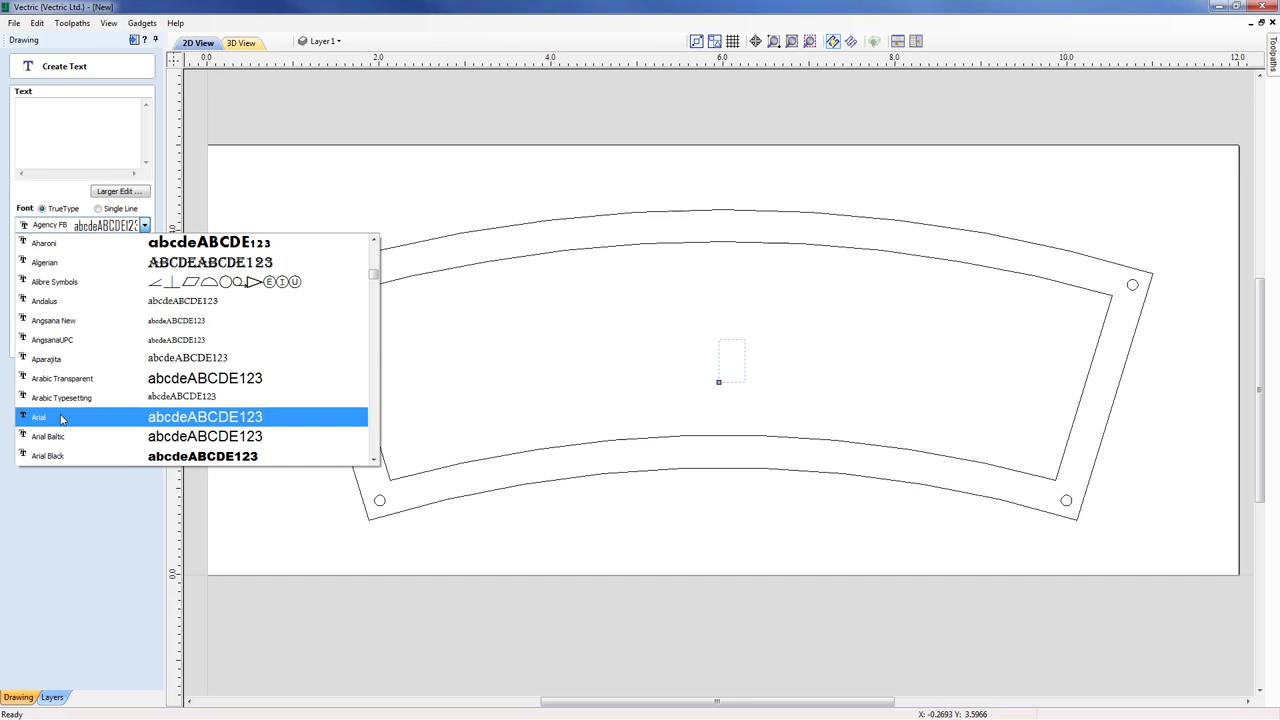 Vectric (Vectric Ltd.) - [New]
File Edit Toolpaths View Gadgets Help
Drawing
2D View 3D View Layer 1
Toolpaths
0.0 2.0 4.0 6.0 8.0 10.0 12.0
T Create Text
Text
Larger Edit ...
Font TrueType Single Line
Agency FB abcdeABCDE123
Aharoni abcdeABCDE123
Algerian ABCDEABCDE123
Alibre Symbols
Andalus abcdeABCDE123
Angsana New abcdeABCDE123
AngsanaUPC abcdeABCDE123
Aparajita abcdeABCDE123
Arabic Transparent abcdeABCDE123
Arabic Typesetting abcdeABCDE123
Arial abcdeABCDE123
Arial Baltic abcdeABCDE123
Arial Black abcdeABCDE123
0.0
Drawing Layers
Ready X: -0.2693 Y: 3.5966